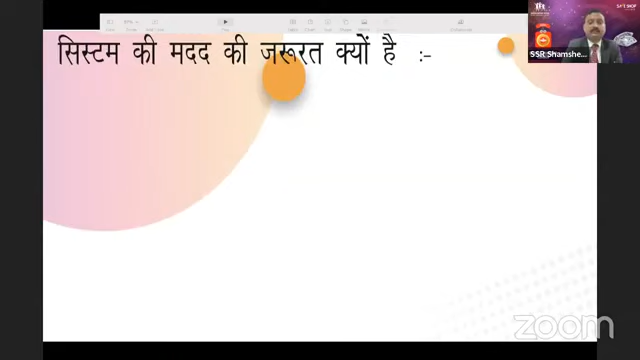 सिस्टम की मदद की जरूरत क्यों है :-
SSR Shamshe...
zoom